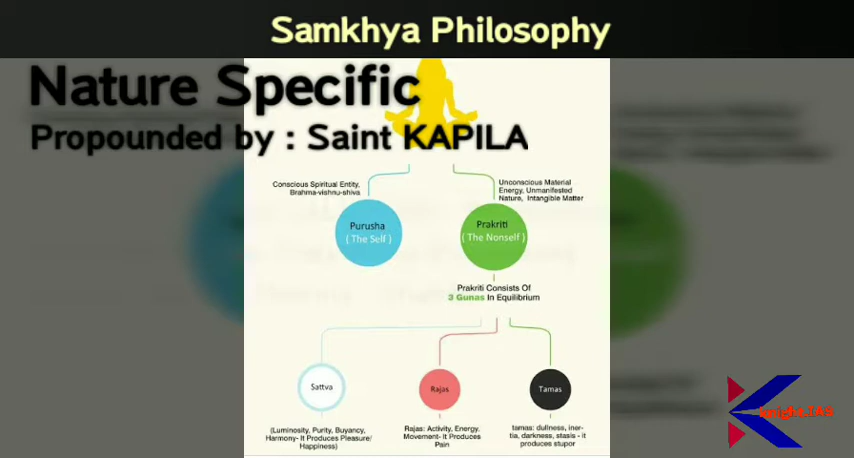 Samkhya Philosophy
Nature Specific
Propounded by : Saint KAPILA
Conscious Spiritual Entity,
Brahma-vishnu-shiva
Unconscious Material
Energy, Unmanifested
Nature, Intangible Matter
Purusha
( The Self )
Prakriti
( The Nonself )
Prakriti Consists Of
3 Gunas In Equilibrium
Sattva
Rajas
Tamas
(Luminosity, Purity, Buyancy,
Harmony- It Produces Pleasure/
Happiness)
Rajas: Activity, Energy,
Movement- It Produces
Pain
tamas: dullness, iner-
tia, darkness, stasis - it
produces stupor
knight.IAS